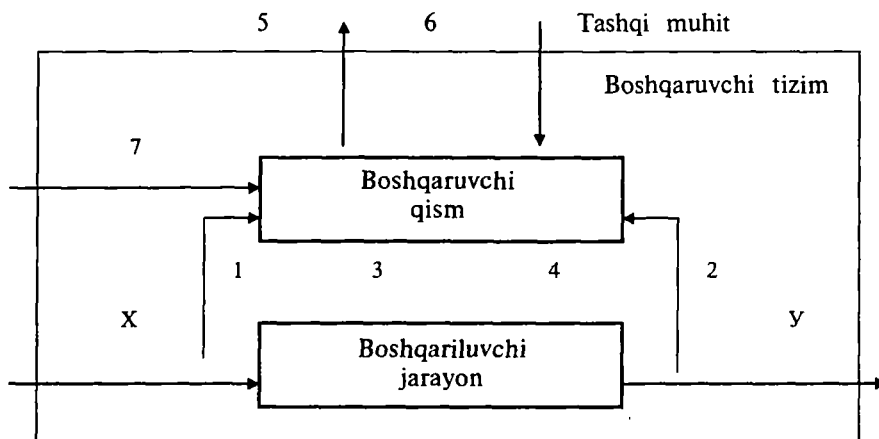 5 6 Tashqi muhit
Boshqaruvchi tizim
7
Boshqaruvchi
qism
1 3 4 2
X У
Boshqariluvchi
jarayon